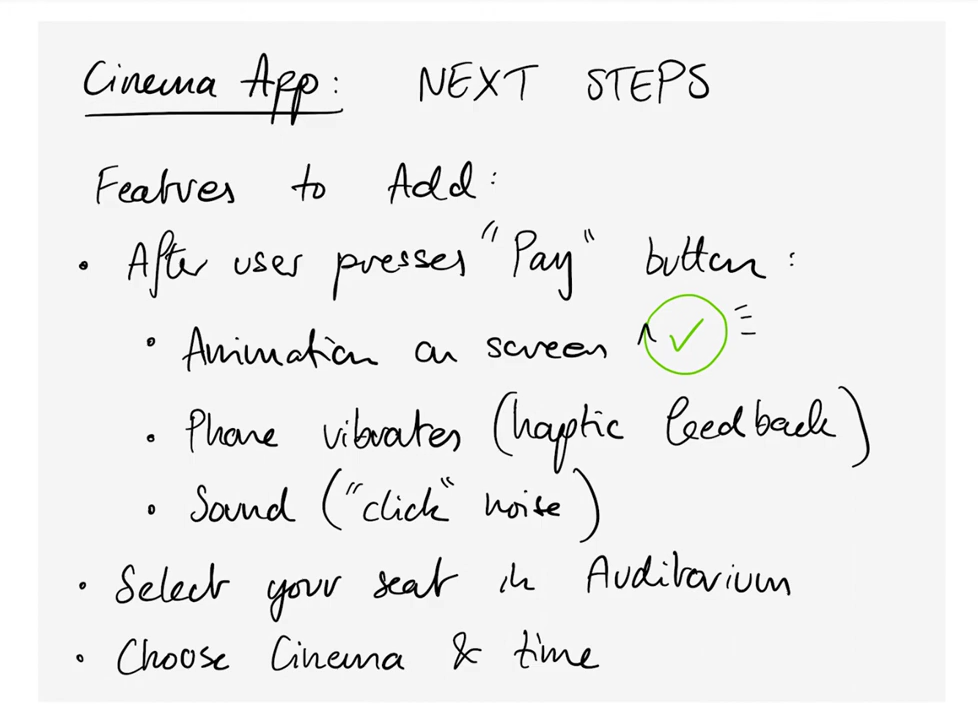 Cinema App: NEXT STEPS
Features to Add:
• After user presses "Pay" button:
• Animation on screen
• Phone vibrates (haptic feedback)
• Sound ("click" noise)
• Select your seat in Auditorium
• Choose Cinema & time